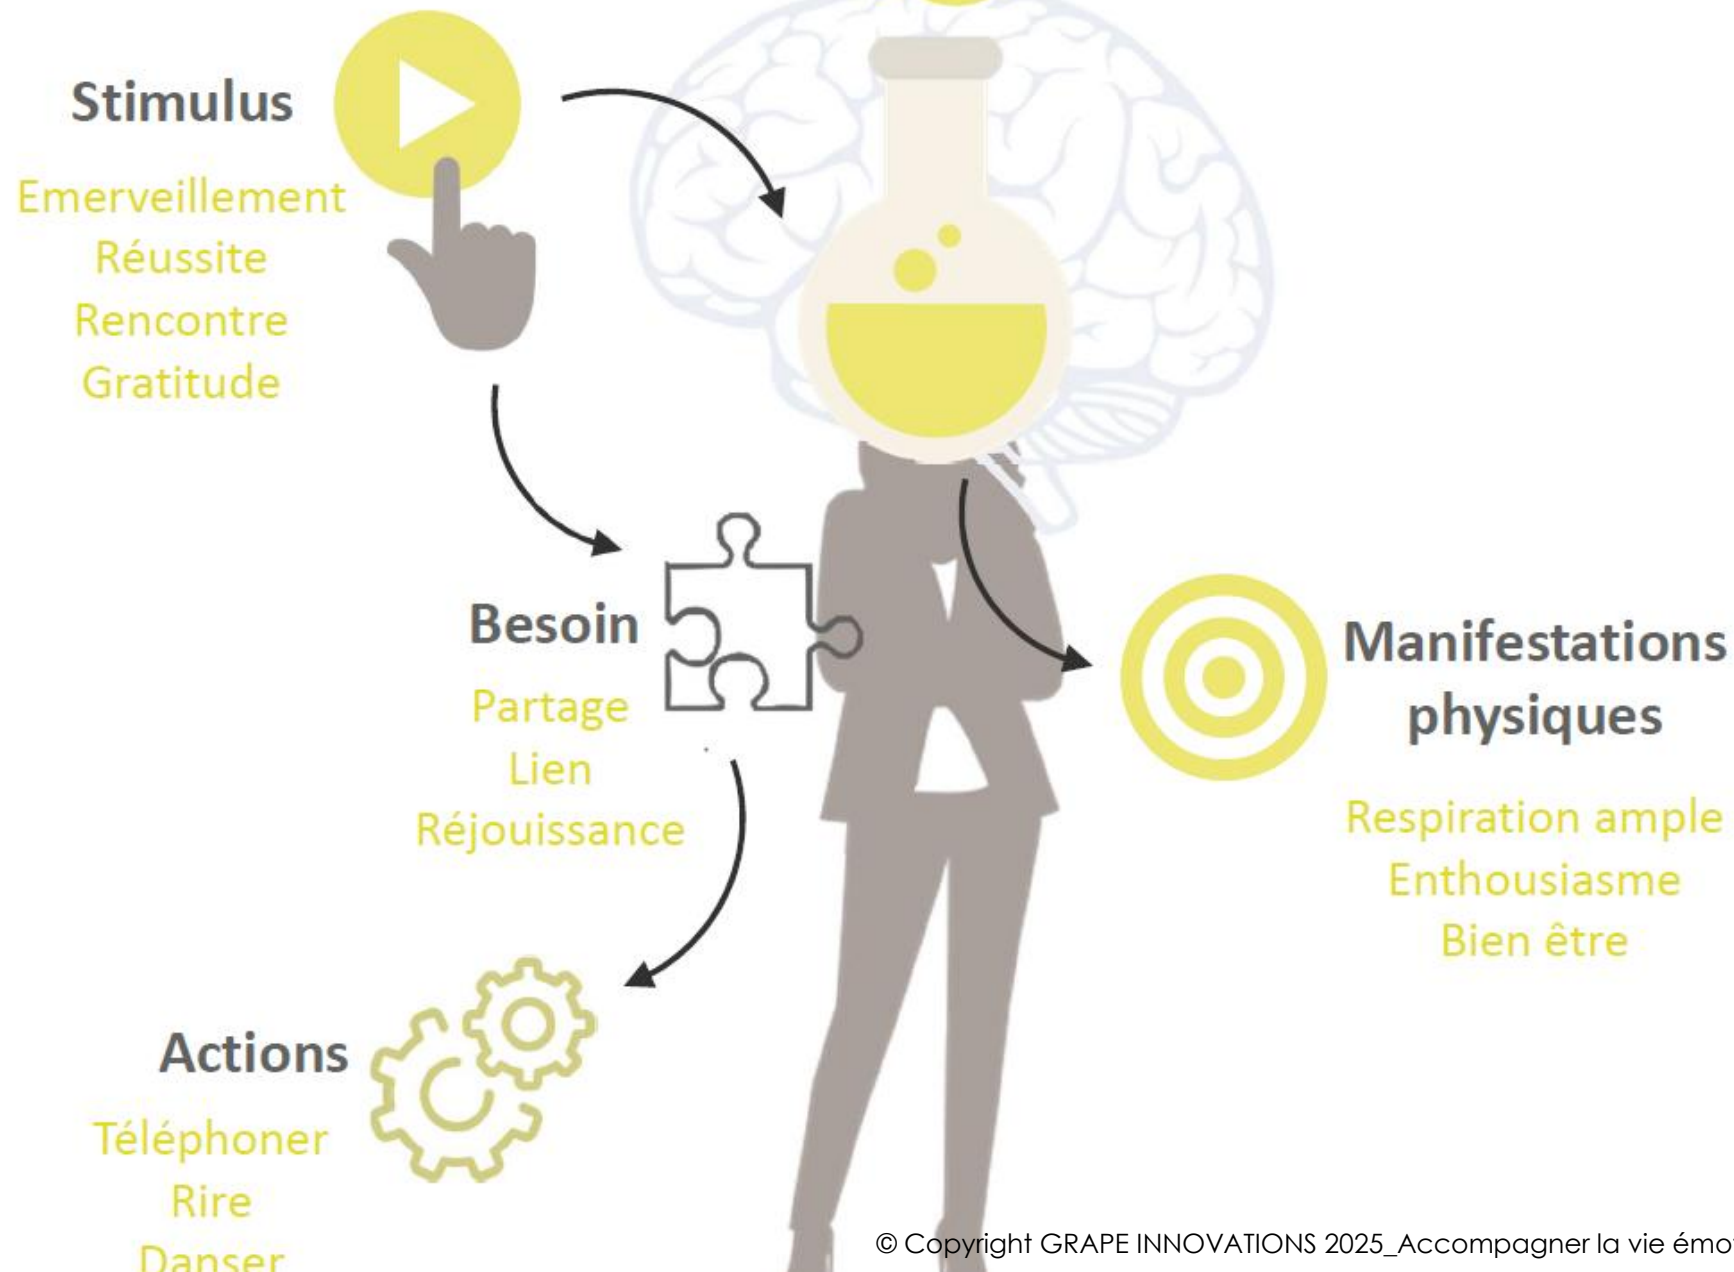 Stimulus
Emerveillement
Réussite
Rencontre
Gratitude
Besoin
Partage
Lien
Réjouissance
Manifestations
physiques
Respiration ample
Enthousiasme
Bien être
Actions
Téléphoner
Rire
Danser
© Copyright GRAPE INNOVATIONS 2025_Accompagner la vie émo